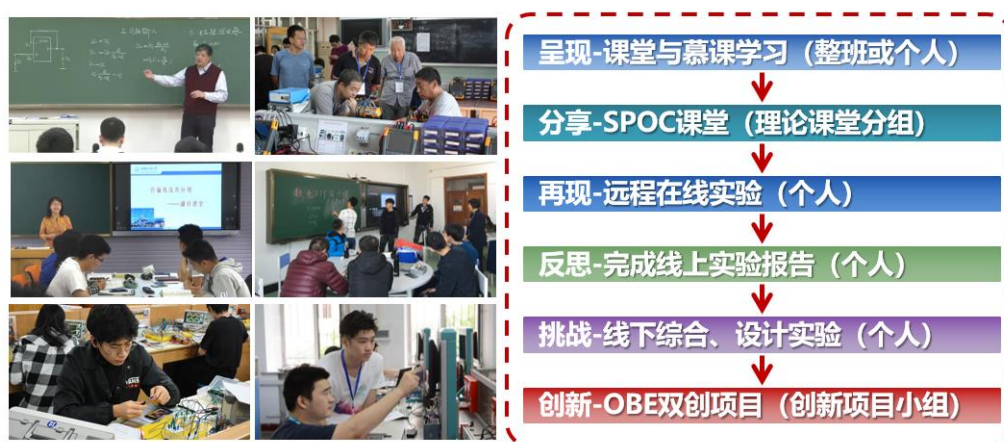 呈现-课堂与慕课学习（整班或个人）
分享-SPOC课堂（理论课堂分组）
再现-远程在线实验（个人）
反思-完成线上实验报告（个人）
挑战-线下综合、设计实验（个人）
创新-OBE双创项目（创新项目小组）